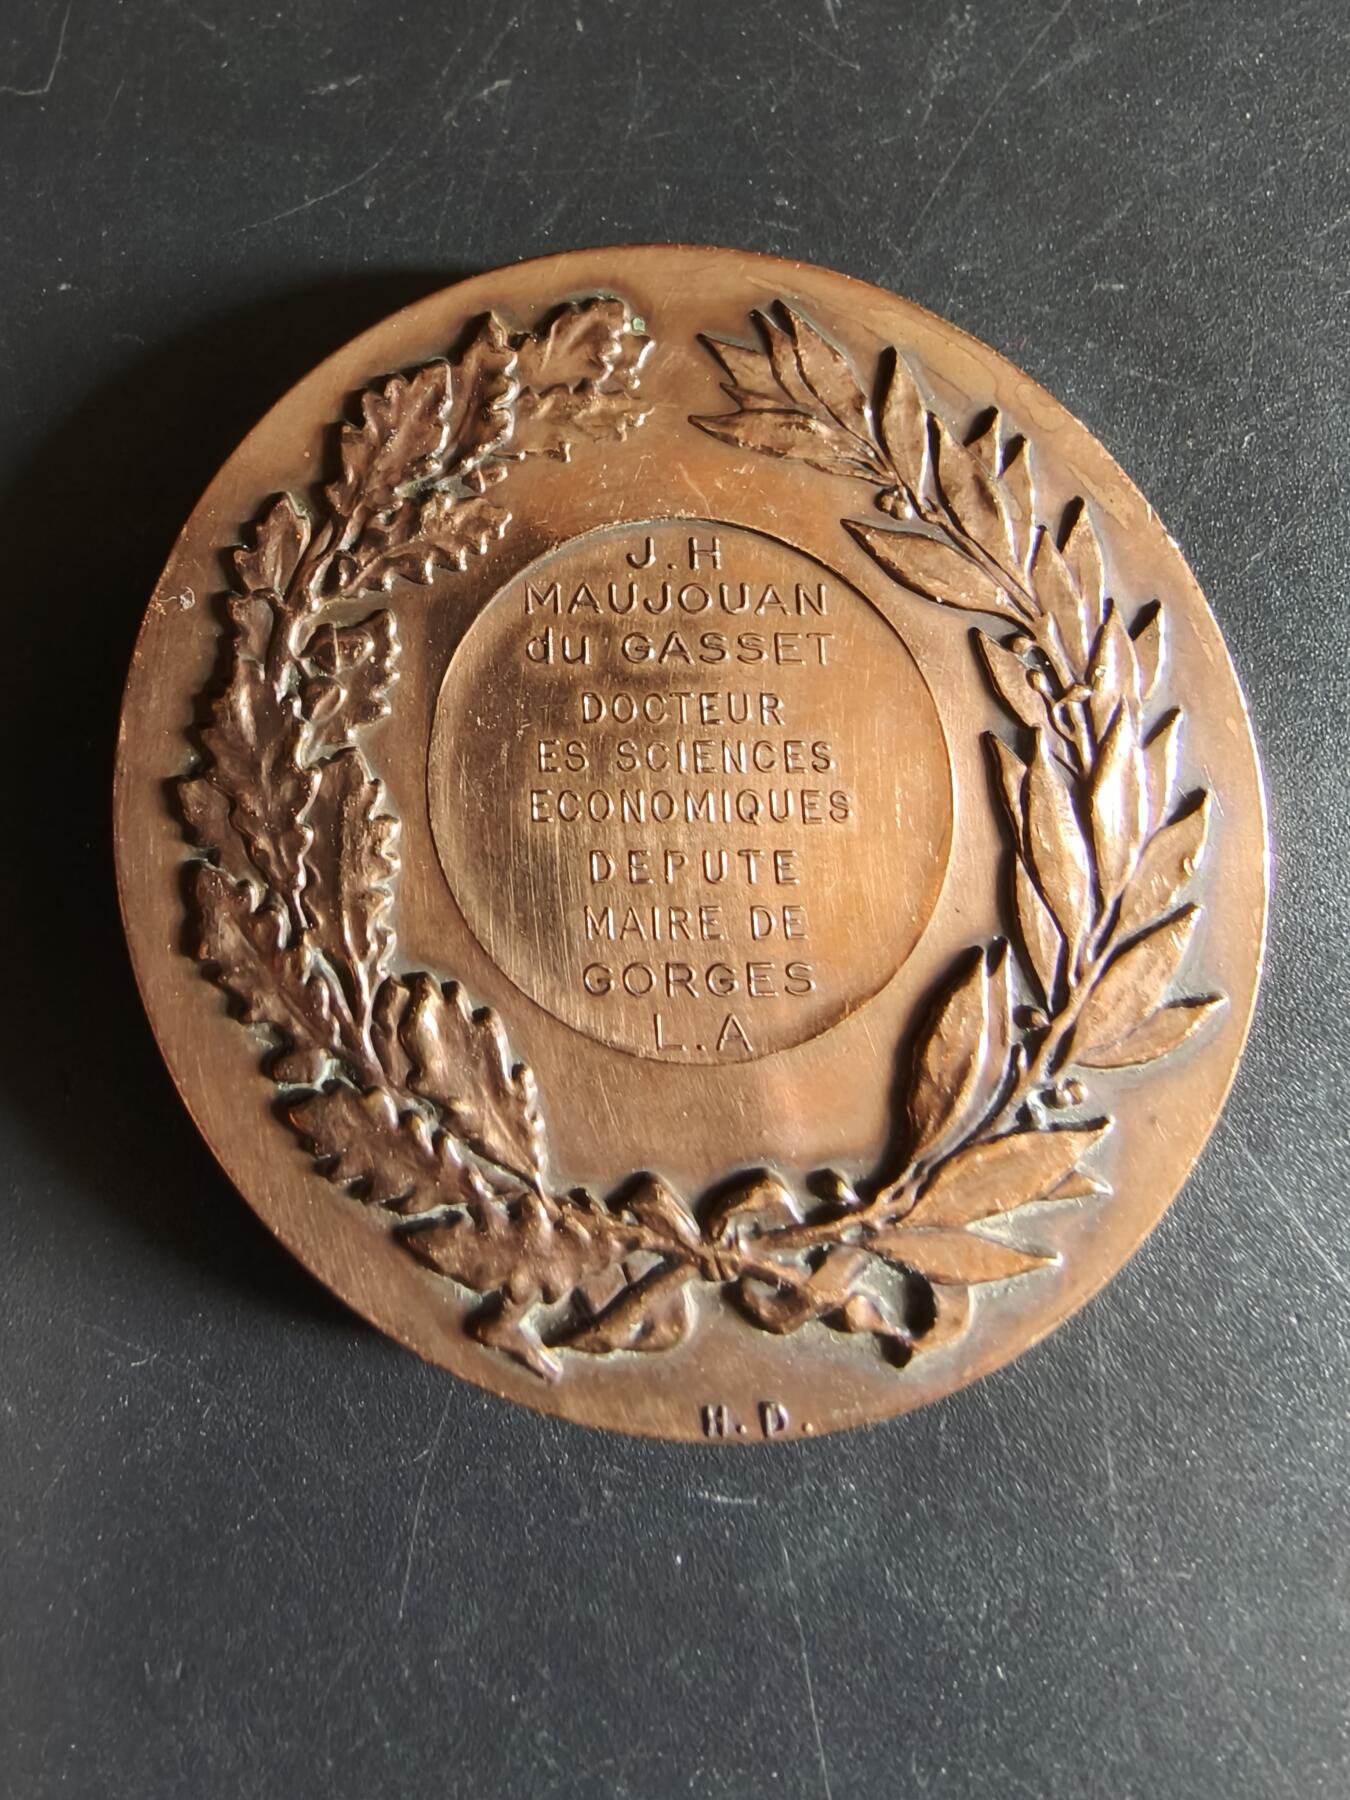 J.H
MAUJOUAN
du GASSET
DOCTEUR
ES SCIENCES
ECONOMIQUES
DEPUTE
MAIRE DE
GORGES
L.A
H.D.